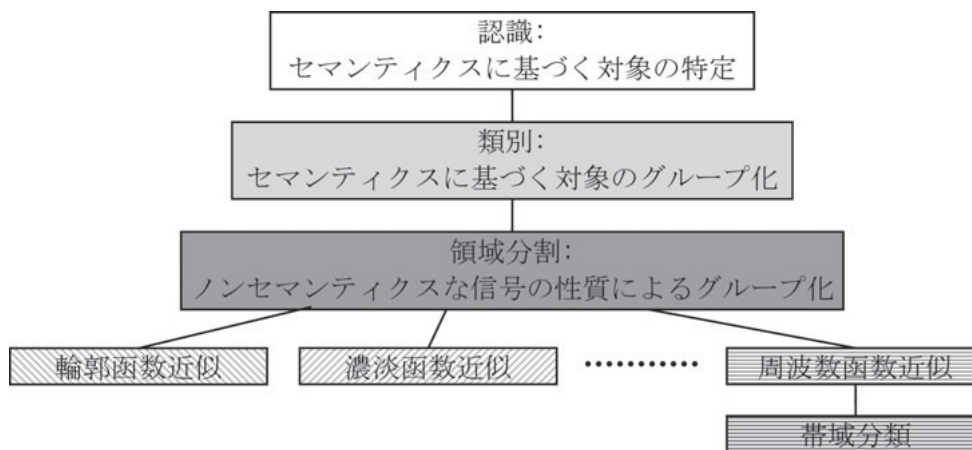 認識:
セマンティクスに基づく対象の特定
類別:
セマンティクスに基づく対象のグループ化
領域分割:
ノンセマンティクスな信号の性質によるグループ化
輪郭函数近似
濃淡函数近似
…………
周波数函数近似
帯域分類